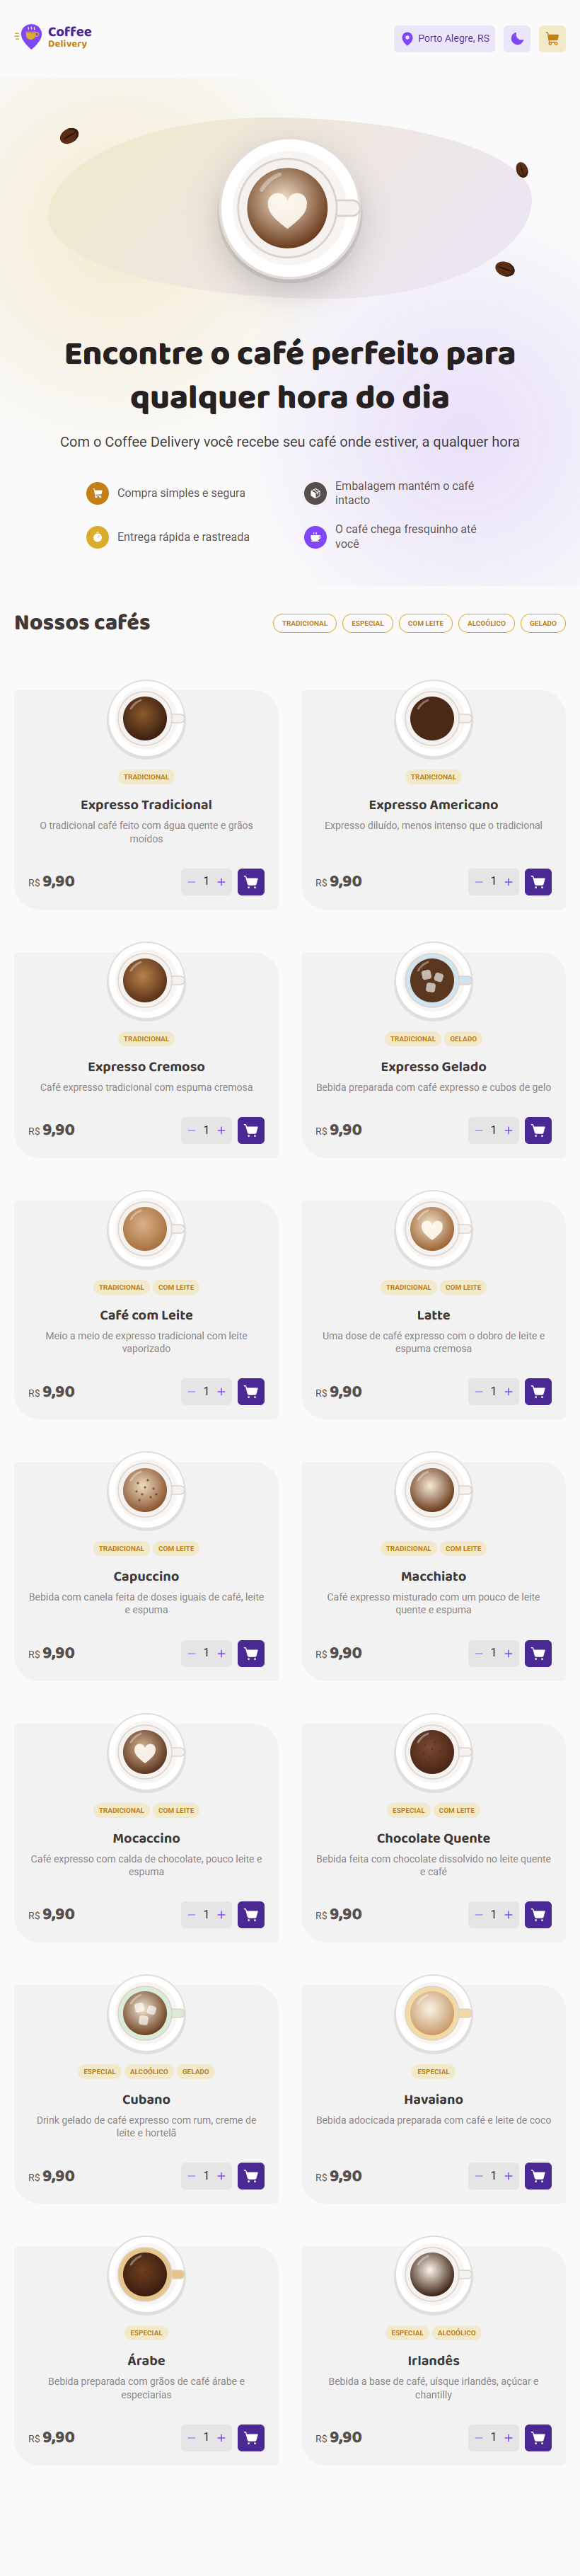 Coffee
Delivery
Porto Alegre, RS
Encontre o café perfeito para
qualquer hora do dia
Com o Coffee Delivery você recebe seu café onde estiver, a qualquer hora
Compra simples e segura
Embalagem mantém o café
intacto
Entrega rápida e rastreada
O café chega fresquinho até
você
Nossos cafés
TRADICIONAL ESPECIAL COM LEITE ALCOÓLICO GELADO
TRADICIONAL
Expresso Tradicional
O tradicional café feito com água quente e grãos
moídos
R$ 9,90 − 1 +
TRADICIONAL
Expresso Americano
Expresso diluído, menos intenso que o tradicional
R$ 9,90 − 1 +
TRADICIONAL
Expresso Cremoso
Café expresso tradicional com espuma cremosa
R$ 9,90 − 1 +
TRADICIONAL GELADO
Expresso Gelado
Bebida preparada com café expresso e cubos de gelo
R$ 9,90 − 1 +
TRADICIONAL COM LEITE
Café com Leite
Meio a meio de expresso tradicional com leite
vaporizado
R$ 9,90 − 1 +
TRADICIONAL COM LEITE
Latte
Uma dose de café expresso com o dobro de leite e
espuma cremosa
R$ 9,90 − 1 +
TRADICIONAL COM LEITE
Capuccino
Bebida com canela feita de doses iguais de café, leite
e espuma
R$ 9,90 − 1 +
TRADICIONAL COM LEITE
Macchiato
Café expresso misturado com um pouco de leite
quente e espuma
R$ 9,90 − 1 +
TRADICIONAL COM LEITE
Mocaccino
Café expresso com calda de chocolate, pouco leite e
espuma
R$ 9,90 − 1 +
ESPECIAL COM LEITE
Chocolate Quente
Bebida feita com chocolate dissolvido no leite quente
e café
R$ 9,90 − 1 +
ESPECIAL ALCOÓLICO GELADO
Cubano
Drink gelado de café expresso com rum, creme de
leite e hortelã
R$ 9,90 − 1 +
ESPECIAL
Havaiano
Bebida adocicada preparada com café e leite de coco
R$ 9,90 − 1 +
ESPECIAL
Árabe
Bebida preparada com grãos de café árabe e
especiarias
R$ 9,90 − 1 +
ESPECIAL ALCOÓLICO
Irlandês
Bebida a base de café, uísque irlandês, açúcar e
chantilly
R$ 9,90 − 1 +